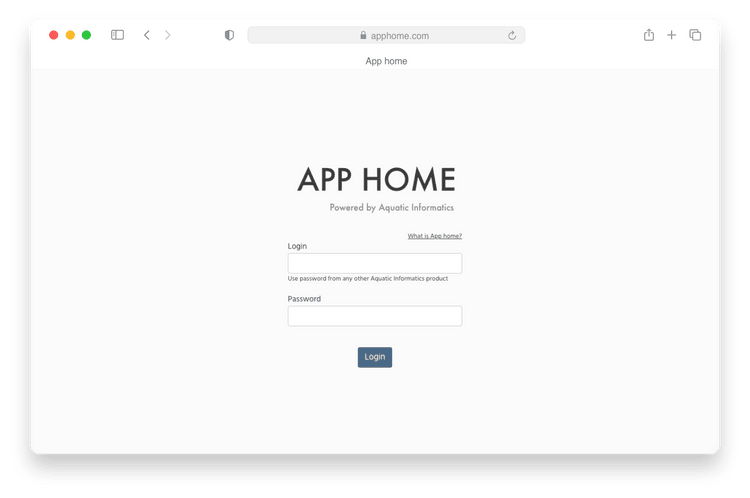 apphome.com
App home
APP HOME
Powered by Aquatic Informatics
What is App home?
Login
Use password from any other Aquatic Informatics product
Password
Login